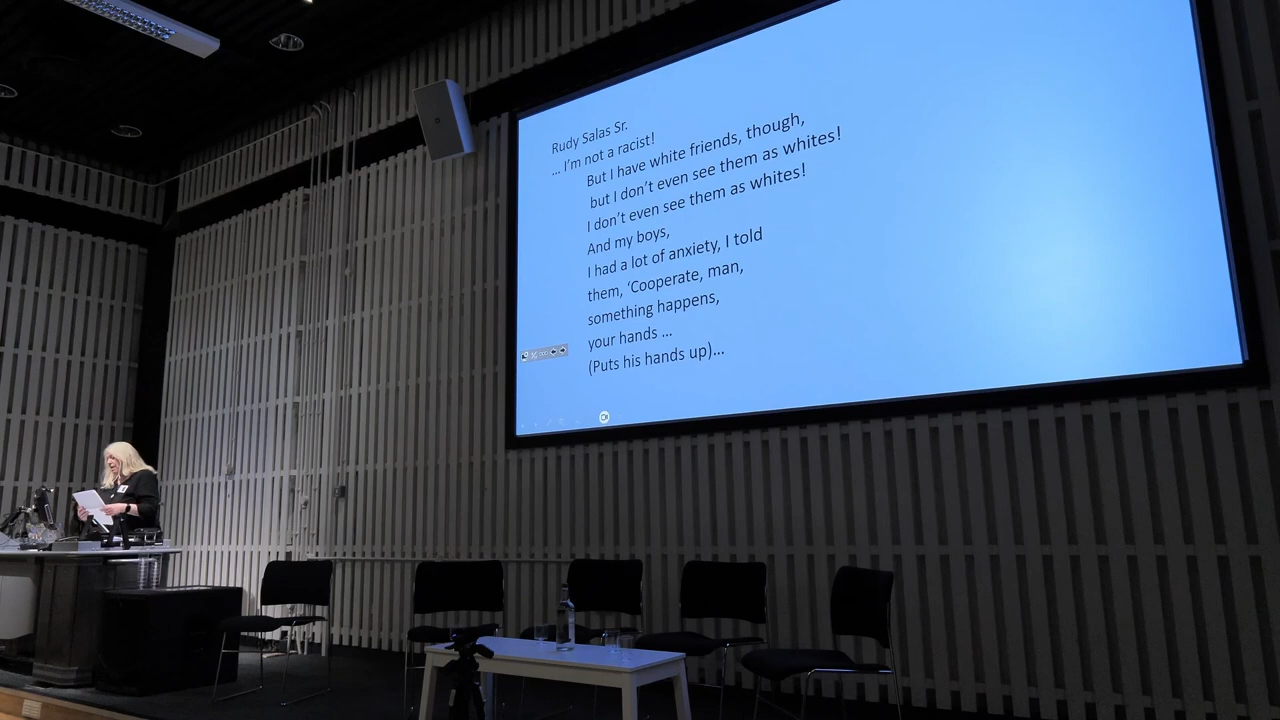 Rudy Salas Sr.
… I'm not a racist!
But I have white friends, though,
but I don't even see them as whites!
I don't even see them as whites!
And my boys,
I had a lot of anxiety, I told
them, 'Cooperate, man,
something happens,
your hands …
(Puts his hands up)…